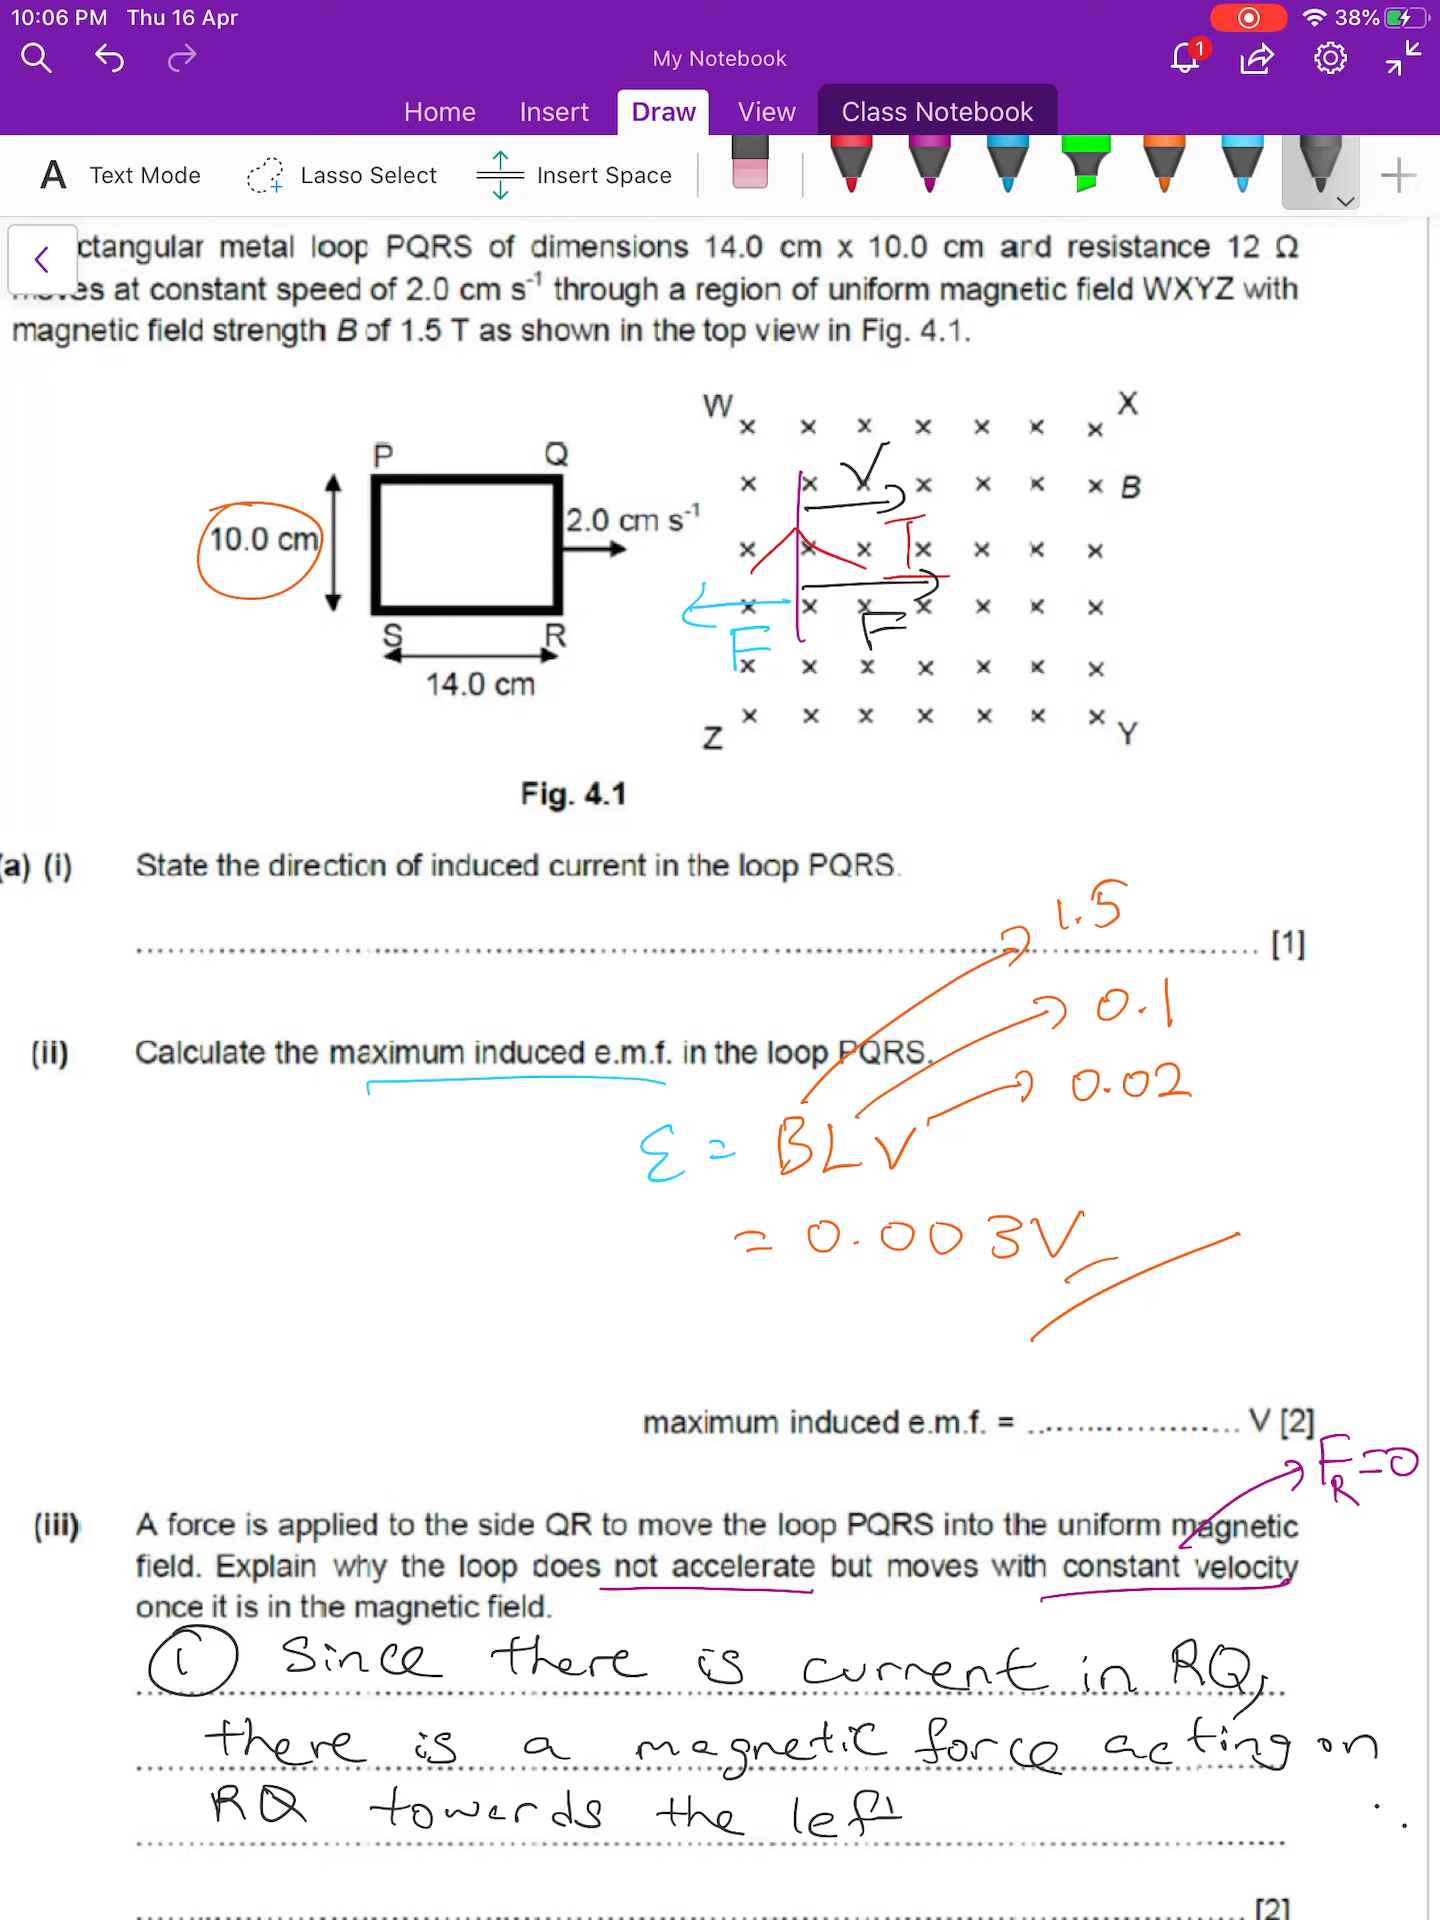 10:06 PM Thu 16 Apr
38%
My Notebook
1
Home Insert Draw View Class Notebook
A Text Mode Lasso Select Insert Space
ctangular metal loop PQRS of dimensions 14.0 cm x 10.0 cm and resistance 12 Ω
es at constant speed of 2.0 cm s⁻¹ through a region of uniform magnetic field WXYZ with
magnetic field strength B of 1.5 T as shown in the top view in Fig. 4.1.
W X
x x x x x x x
P Q
V
x x x x x x x B
10.0 cm
2.0 cm s⁻¹
I
x x x x x x x
x x x x x x x
F F
S R
x x x x x x x
14.0 cm
x x x x x x x
Z Y
Fig. 4.1
a) (i) State the direction of induced current in the loop PQRS.
1.5
[1]
0.1
(ii) Calculate the maximum induced e.m.f. in the loop PQRS.
0.02
ε = BLV
= 0.003V
maximum induced e.m.f. = V [2]
F_R=0
(iii) A force is applied to the side QR to move the loop PQRS into the uniform magnetic
field. Explain why the loop does not accelerate but moves with constant velocity
once it is in the magnetic field.
① Since there is current in RQ,
there is a magnetic force acting on
RQ towards the left
[2]